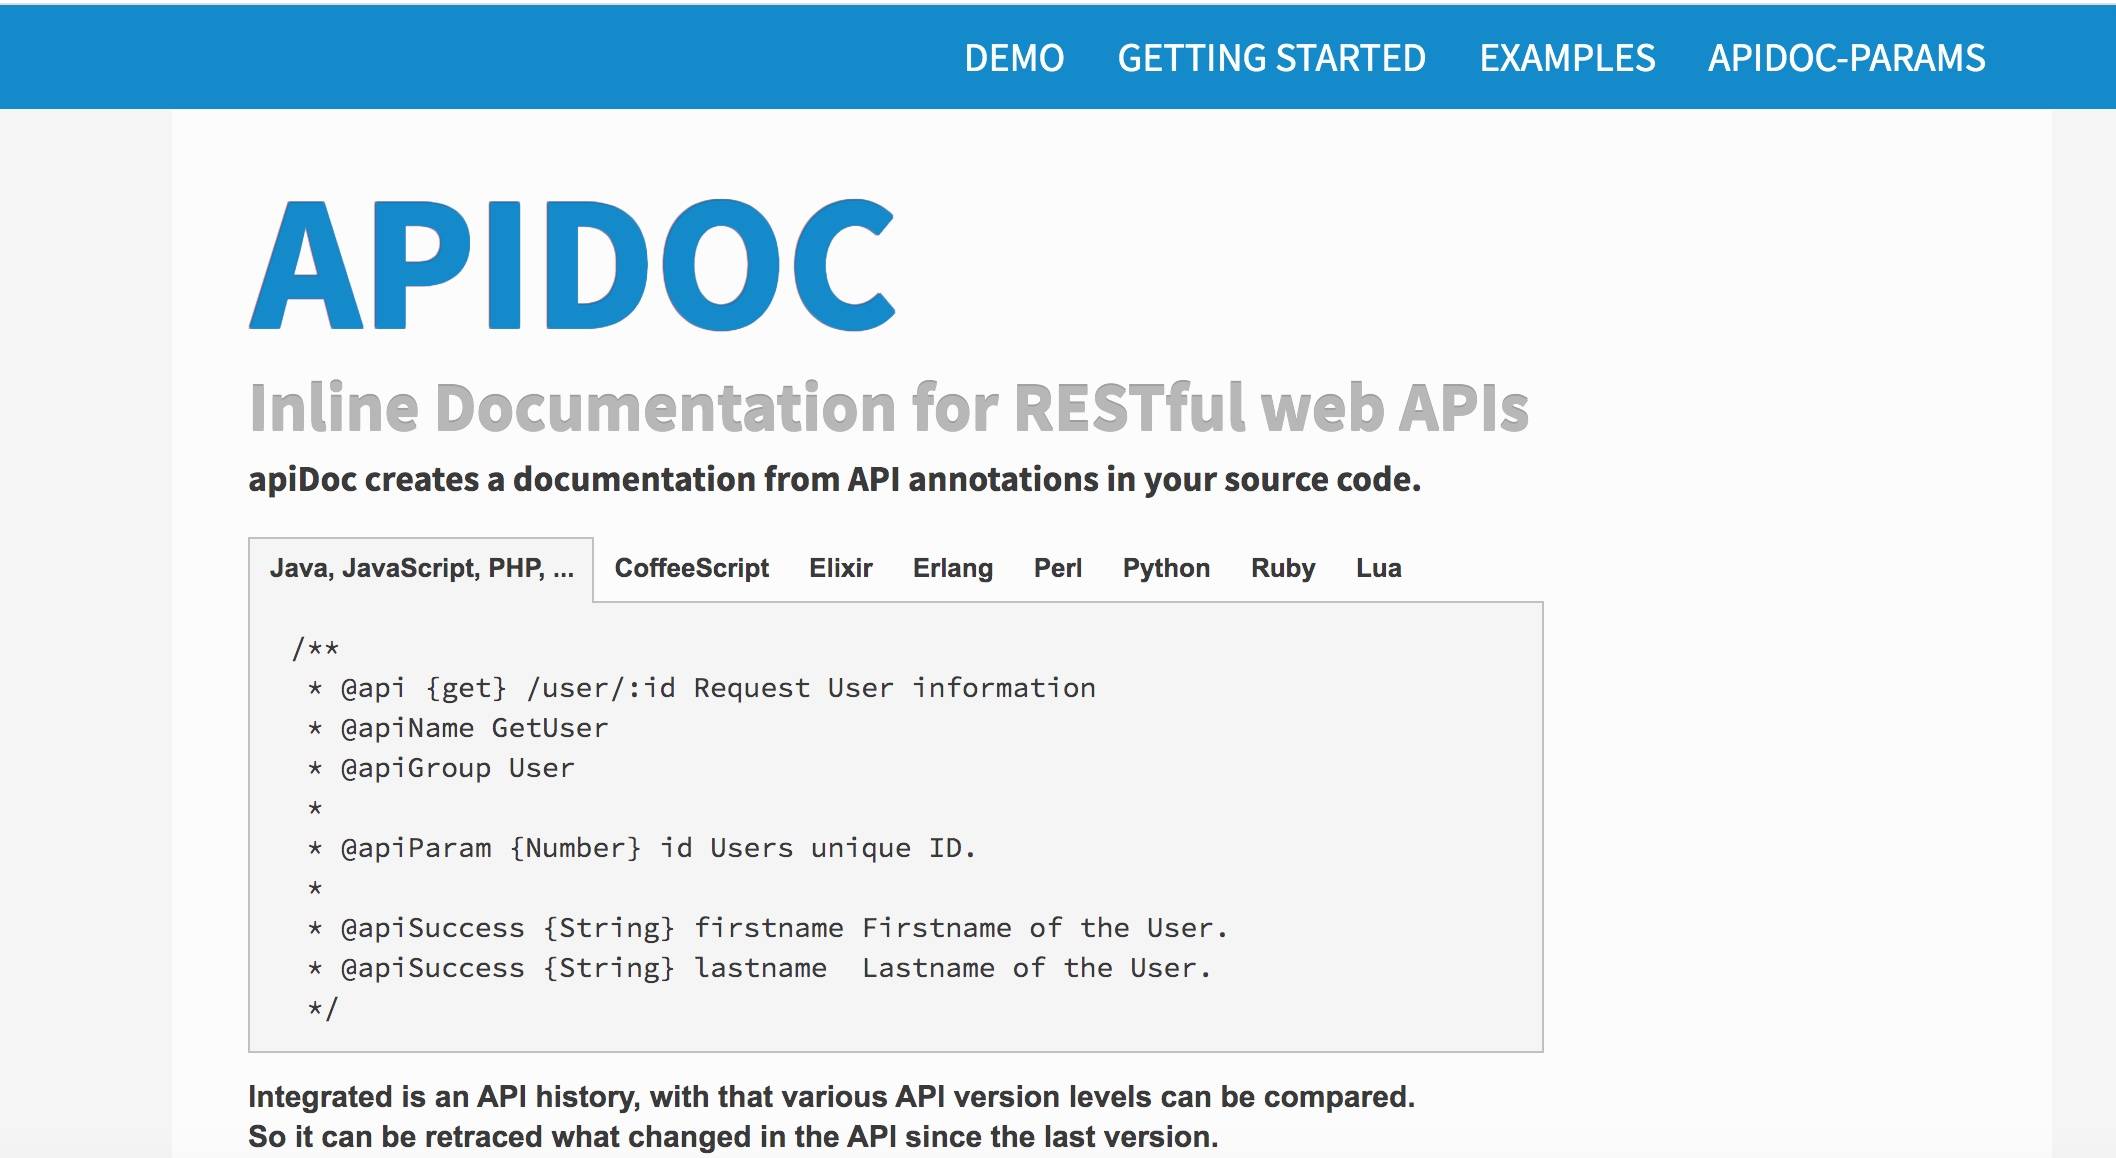 DEMO GETTING STARTED EXAMPLES APIDOC-PARAMS
APIDOC
Inline Documentation for RESTful web APIs
apiDoc creates a documentation from API annotations in your source code.
Java, JavaScript, PHP, ... CoffeeScript Elixir Erlang Perl Python Ruby Lua
/**
 * @api {get} /user/:id Request User information
 * @apiName GetUser
 * @apiGroup User
 *
 * @apiParam {Number} id Users unique ID.
 *
 * @apiSuccess {String} firstname Firstname of the User.
 * @apiSuccess {String} lastname  Lastname of the User.
 */
Integrated is an API history, with that various API version levels can be compared.
So it can be retraced what changed in the API since the last version.